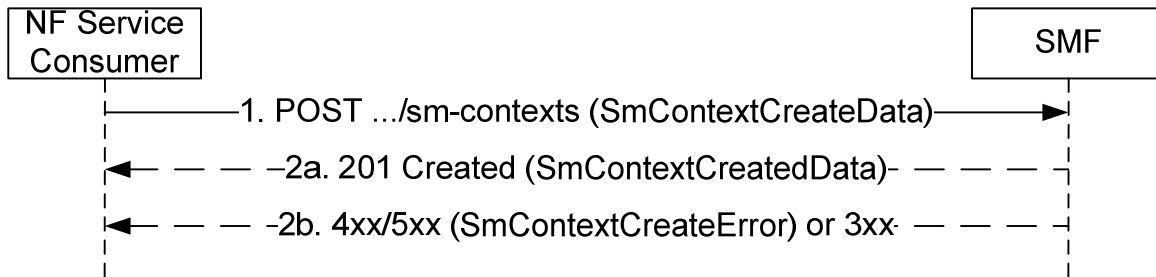 NF Service
Consumer
SMF
1. POST .../sm-contexts (SmContextCreateData)
2a. 201 Created (SmContextCreatedData)
2b. 4xx/5xx (SmContextCreateError) or 3xx